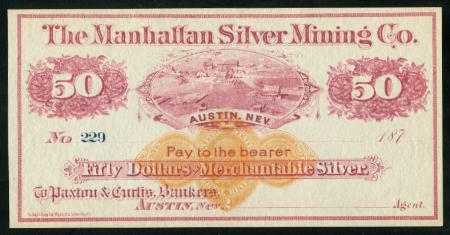 The Manhattan Silver Mining Co.
50 50
AUSTIN, NEV.
No 229 187
Pay to the bearer
Fifty Dollars in Merchantable Silver.
To Paxton & Curtis, Bankers,
Austin, Nev. Agent.